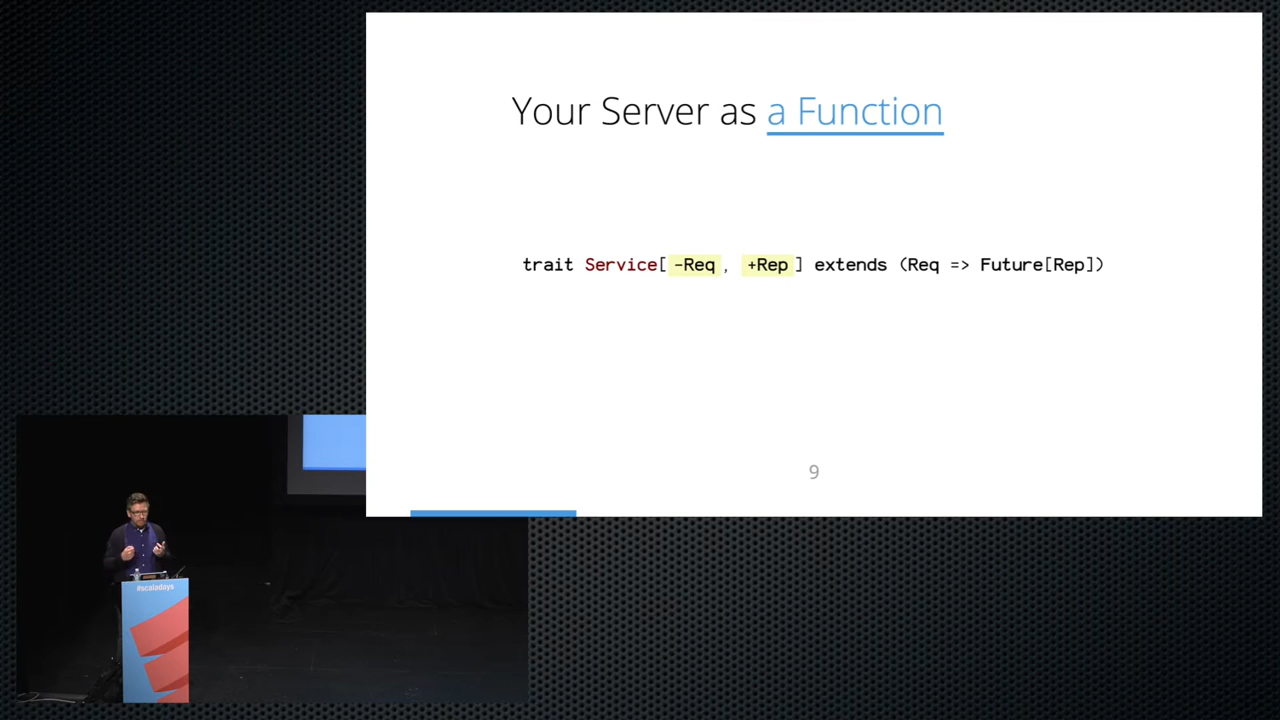 Your Server as a Function
trait Service[ -Req , +Rep ] extends (Req => Future[Rep])
9
#scaladays